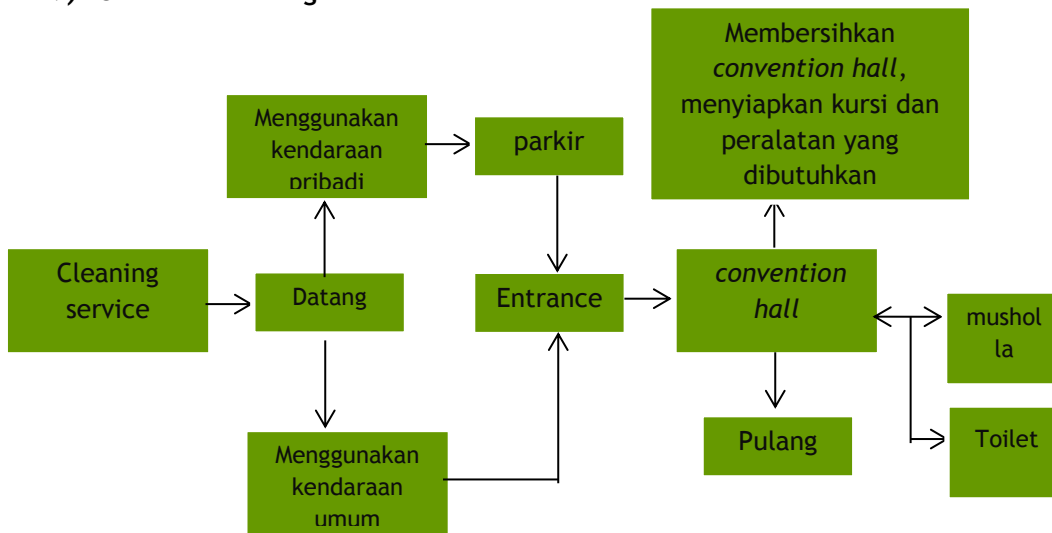 Membersihkan
convention hall,
menyiapkan kursi dan
peralatan yang
dibutuhkan
Menggunakan
kendaraan
pribadi
parkir
Cleaning
service
Datang
Entrance
convention
hall
mushol
la
Toilet
Pulang
Menggunakan
kendaraan
umum